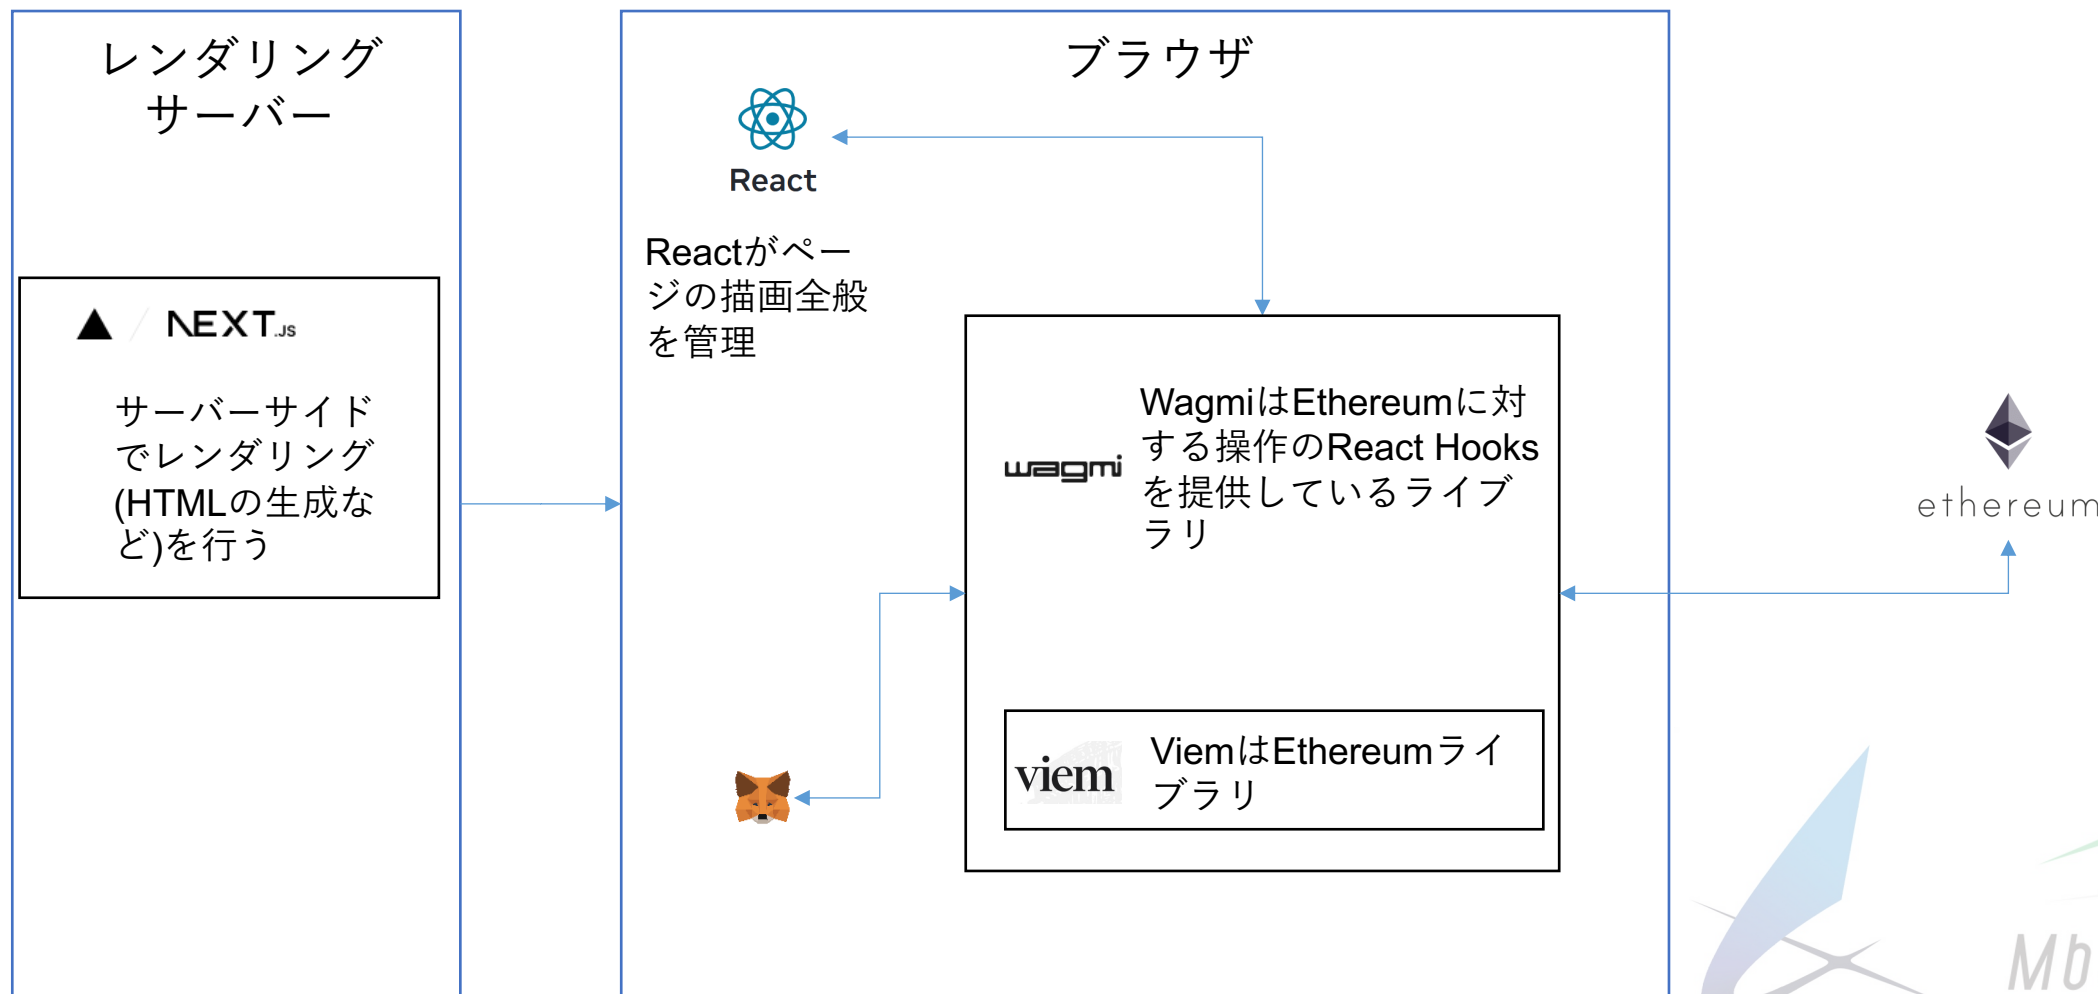 レンダリング
サーバー
NEXT.JS
サーバーサイド
でレンダリング
(HTMLの生成な
ど)を行う
ブラウザ
React
Reactがペー
ジの描画全般
を管理
wagmi
WagmiはEthereumに対
する操作のReact Hooks
を提供しているライブ
ラリ
viem
ViemはEthereumライ
ブラリ
ethereum
Mb